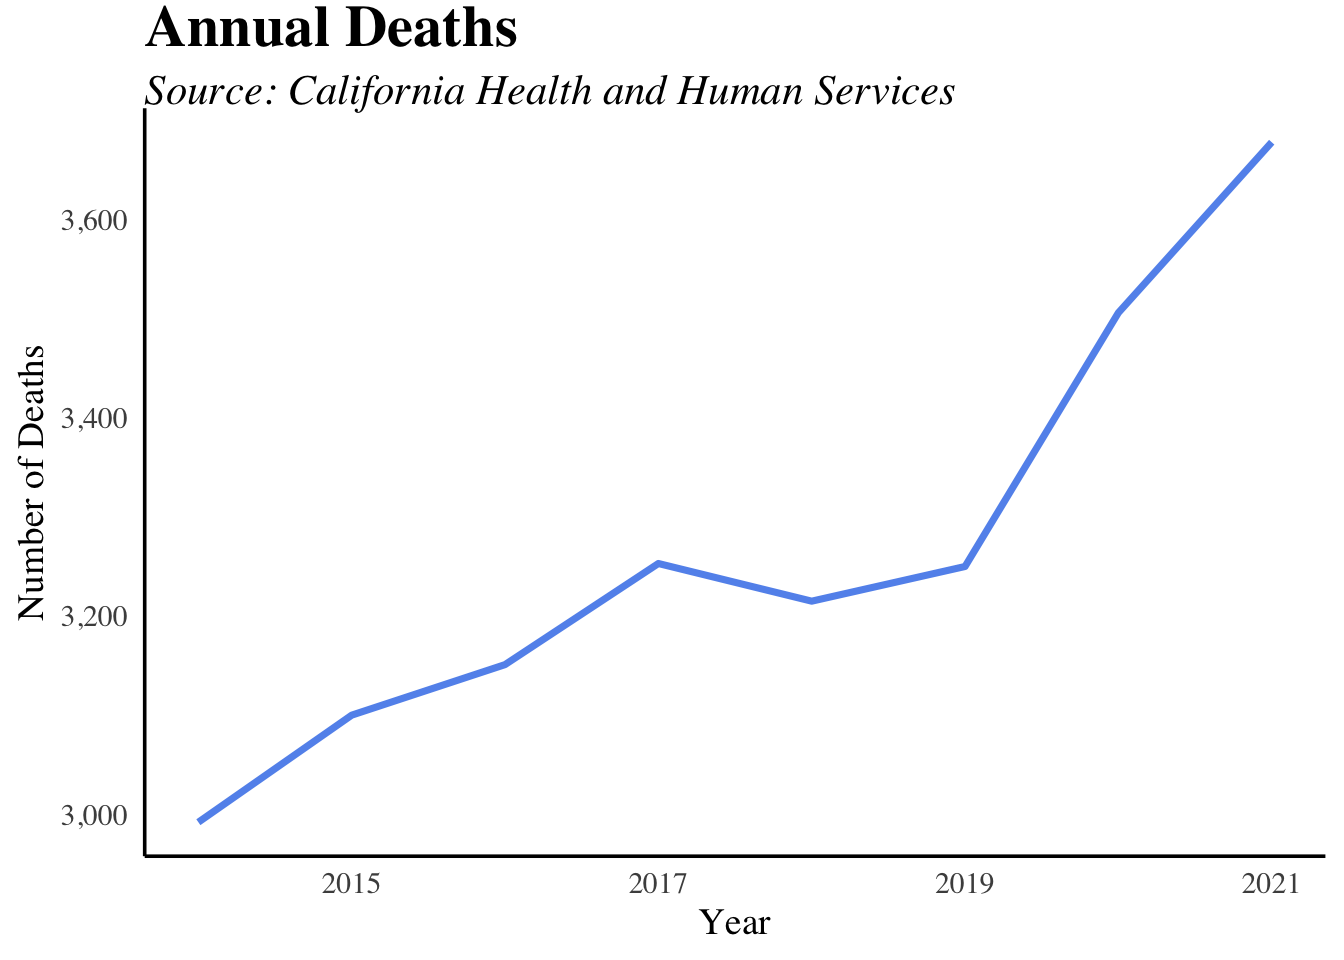 Annual Deaths
Source: California Health and Human Services
3,600
3,400
3,200
3,000
Number of Deaths
2015 2017 2019 2021
Year